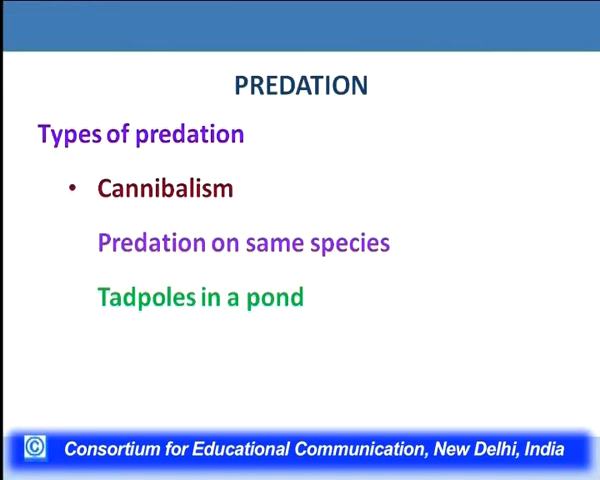 PREDATION
Types of predation
• Cannibalism
Predation on same species
Tadpoles in a pond
© Consortium for Educational Communication, New Delhi, India